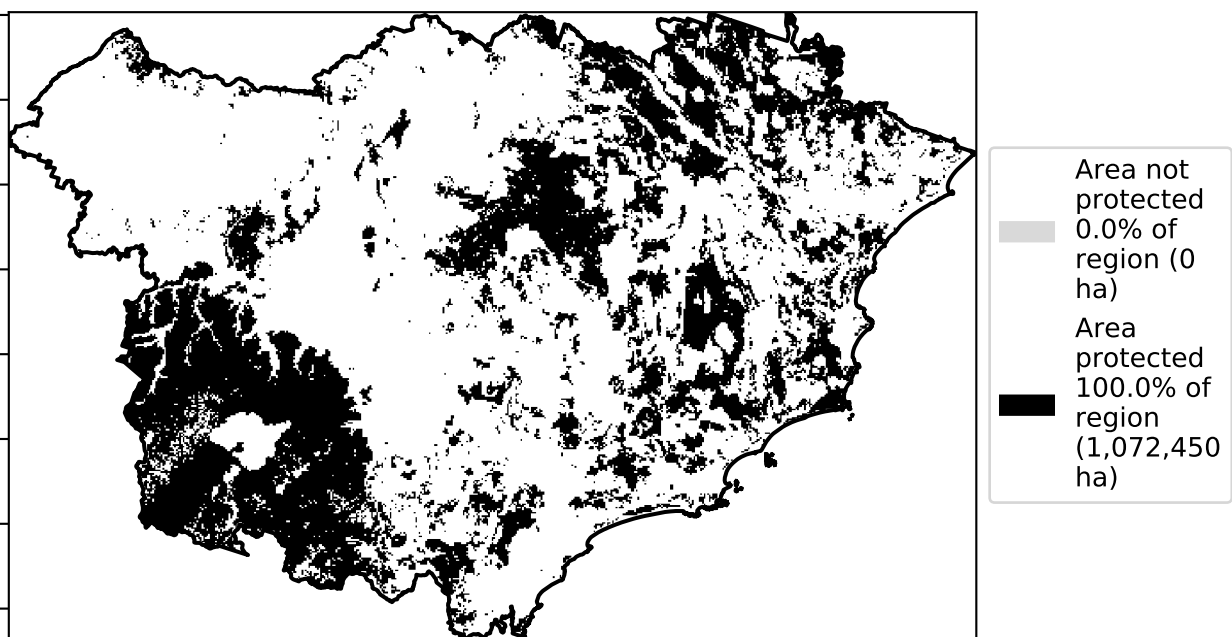 Area not
protected
0.0% of
region (0
ha)
Area
protected
100.0% of
region
(1,072,450
ha)